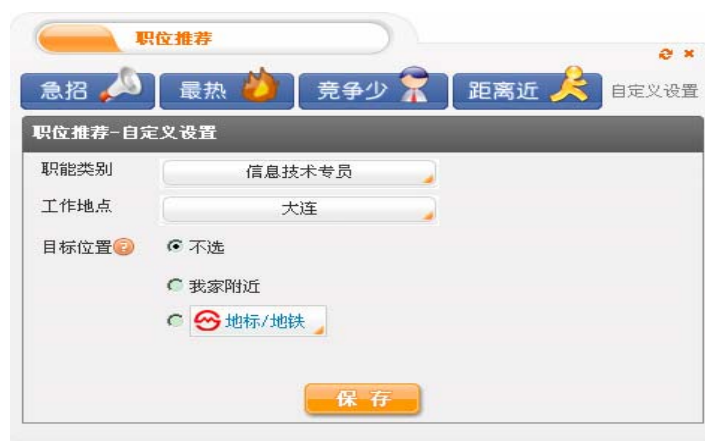 职位推荐
急招 最热 竞争少 距离近 自定义设置
职位推荐-自定义设置
职能类别 信息技术专员
工作地点 大连
目标位置 ? 不选
我家附近
地标/地铁
保存